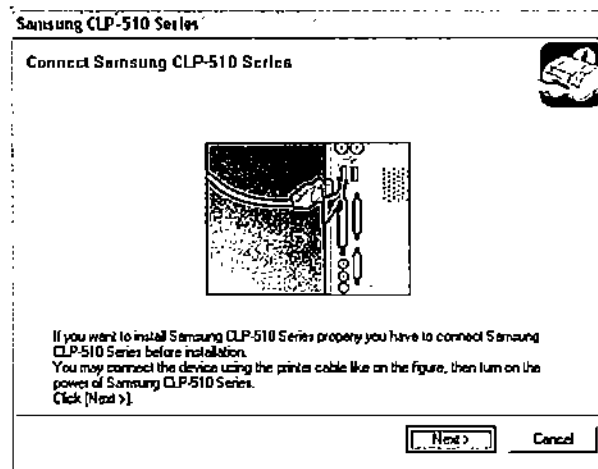 Samsung CLP-510 Series
Connect Samsung CLP-510 Series
If you want to install Samsung CLP-510 Series propery you have to connect Samsung
CLP-510 Series before installation.
You may connect the device using the printer cable like on the figure, then turn on the
power of Samsung CLP-510 Series.
Click [Next >].
Next >
Cancel